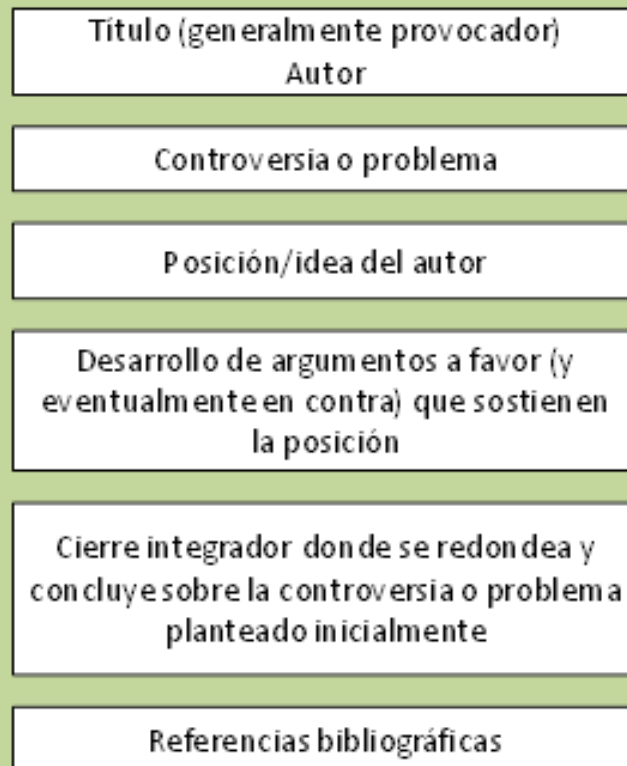 Título (generalmente provocador)
Autor
Controversia o problema
Posición/idea del autor
Desarrollo de argumentos a favor (y
eventualmente en contra) que sostienen
la posición
Cierre integrador donde se redondea y
concluye sobre la controversia o problema
planteado inicialmente
Referencias bibliográficas